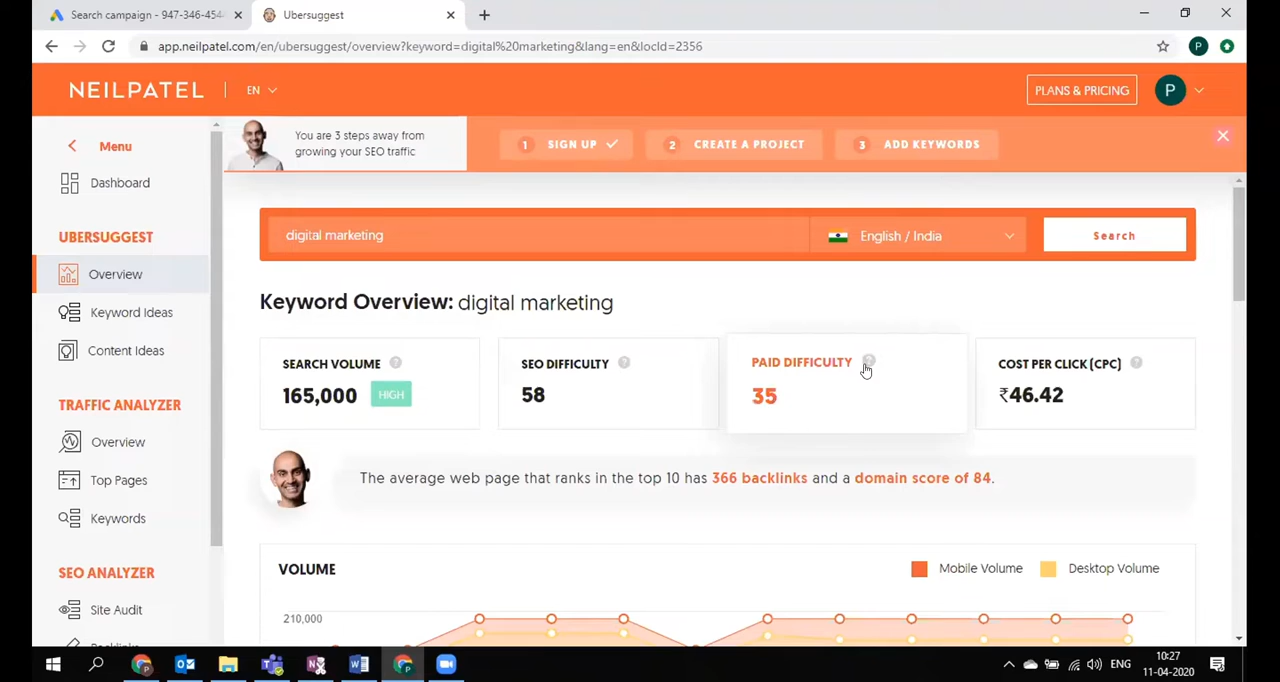 Search campaign - 947-346-454
Ubersuggest
app.neilpatel.com/en/ubersuggest/overview?keyword=digital%20marketing&lang=en&locId=2356
P
NEILPATEL
EN
PLANS & PRICING
P
Menu
You are 3 steps away from
growing your SEO traffic
1 SIGN UP
2 CREATE A PROJECT
3 ADD KEYWORDS
Dashboard
UBERSUGGEST
Overview
Keyword Ideas
Content Ideas
TRAFFIC ANALYZER
Overview
Top Pages
Keywords
SEO ANALYZER
Site Audit
Backlinks
digital marketing
English / India
Search
Keyword Overview: digital marketing
SEARCH VOLUME ?
165,000 HIGH
SEO DIFFICULTY ?
58
PAID DIFFICULTY ?
35
COST PER CLICK (CPC) ?
₹46.42
The average web page that ranks in the top 10 has 366 backlinks and a domain score of 84.
VOLUME
Mobile Volume
Desktop Volume
210,000
ENG
10:27
11-04-2020